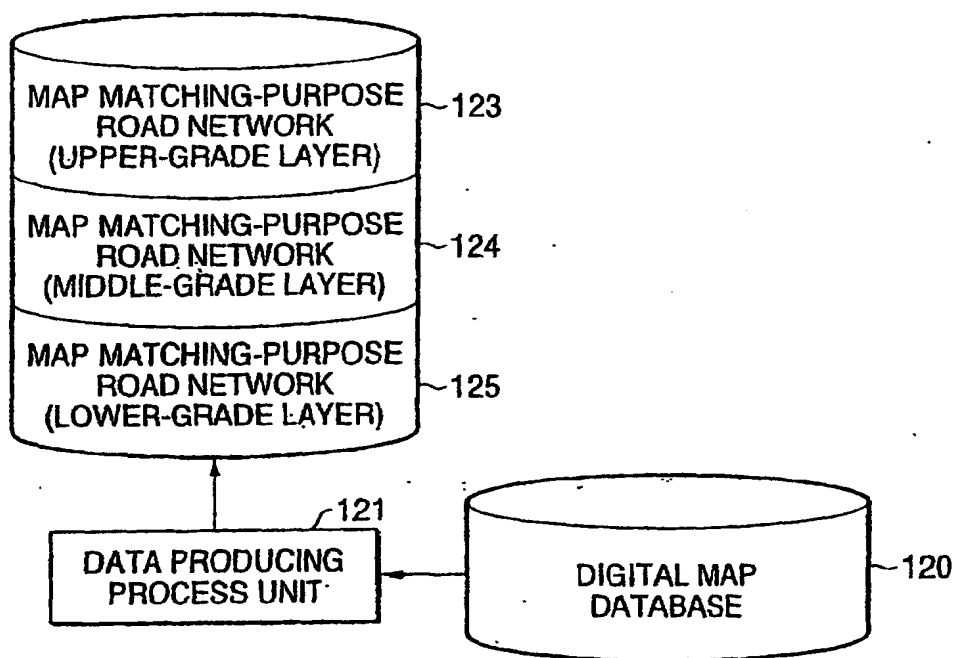 MAP MATCHING-PURPOSE
ROAD NETWORK
(UPPER-GRADE LAYER)
123
MAP MATCHING-PURPOSE
ROAD NETWORK
(MIDDLE-GRADE LAYER)
124
MAP MATCHING-PURPOSE
ROAD NETWORK
(LOWER-GRADE LAYER)
125
121
DATA PRODUCING
PROCESS UNIT
DIGITAL MAP
DATABASE
120